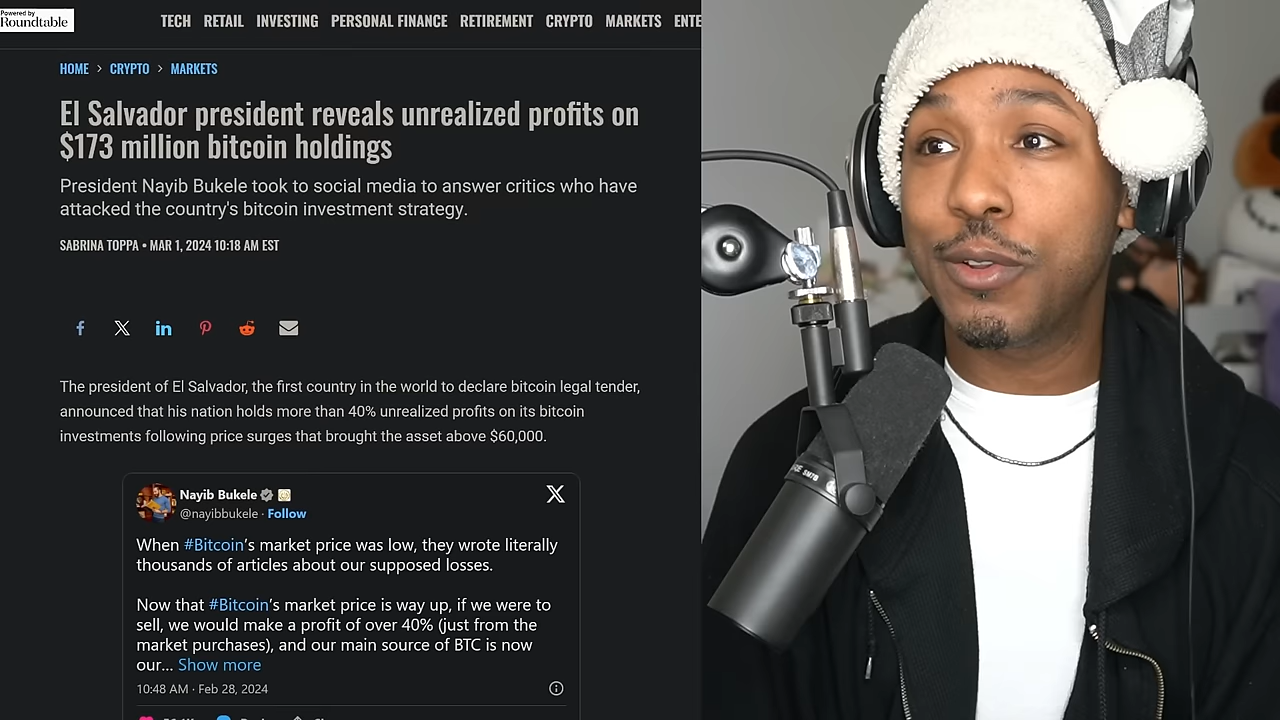 Powered by
Roundtable
TECH RETAIL INVESTING PERSONAL FINANCE RETIREMENT CRYPTO MARKETS ENTE
HOME > CRYPTO > MARKETS
El Salvador president reveals unrealized profits on
$173 million bitcoin holdings
President Nayib Bukele took to social media to answer critics who have
attacked the country's bitcoin investment strategy.
SABRINA TOPPA • MAR 1, 2024 10:18 AM EST
The president of El Salvador, the first country in the world to declare bitcoin legal tender,
announced that his nation holds more than 40% unrealized profits on its bitcoin
investments following price surges that brought the asset above $60,000.
Nayib Bukele
@nayibbukele · Follow
When #Bitcoin's market price was low, they wrote literally
thousands of articles about our supposed losses.
Now that #Bitcoin's market price is way up, if we were to
sell, we would make a profit of over 40% (just from the
market purchases), and our main source of BTC is now
our... Show more
10:48 AM · Feb 28, 2024
SM7B